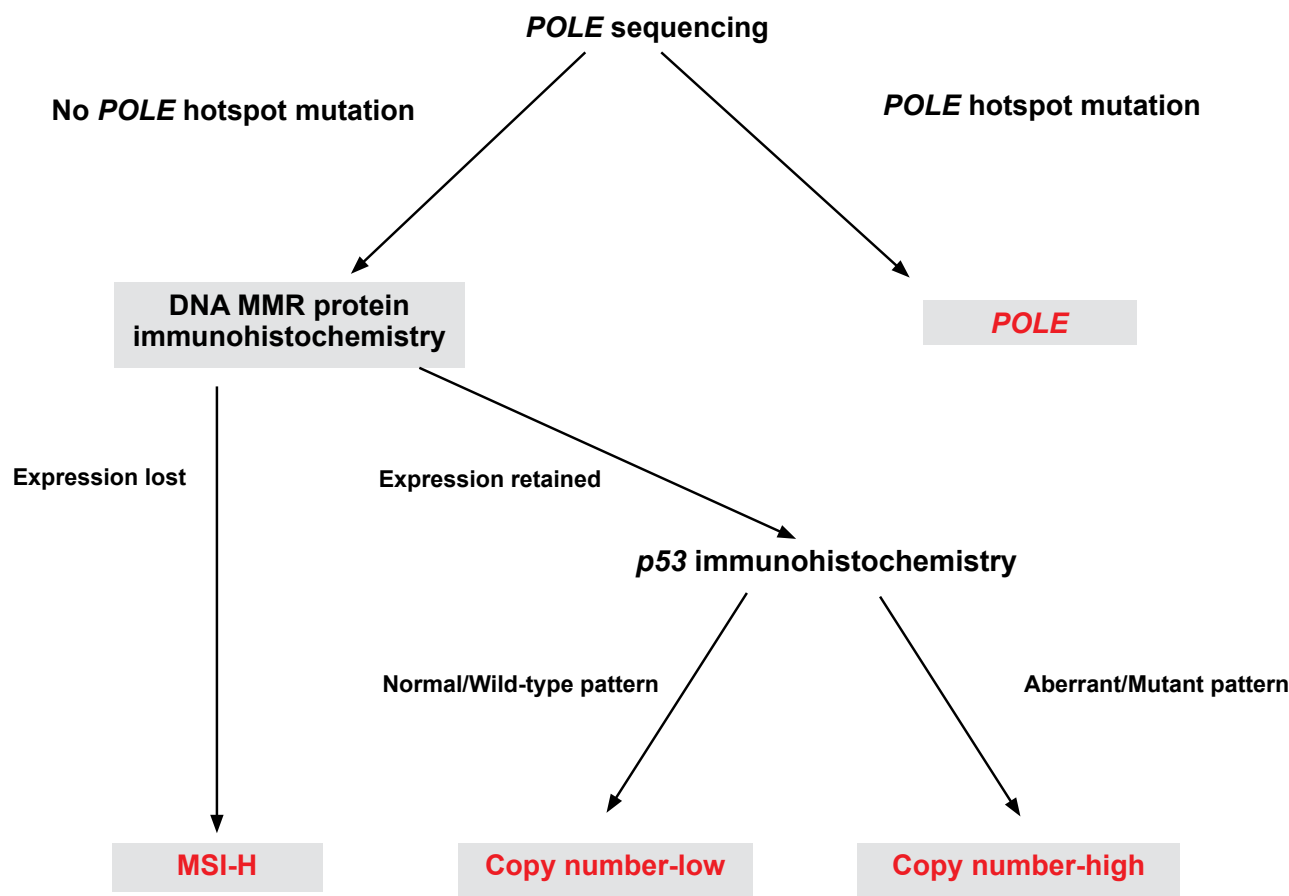 POLE sequencing
No POLE hotspot mutation
POLE hotspot mutation
DNA MMR protein
immunohistochemistry
POLE
Expression lost
Expression retained
p53 immunohistochemistry
Normal/Wild-type pattern
Aberrant/Mutant pattern
MSI-H
Copy number-low
Copy number-high